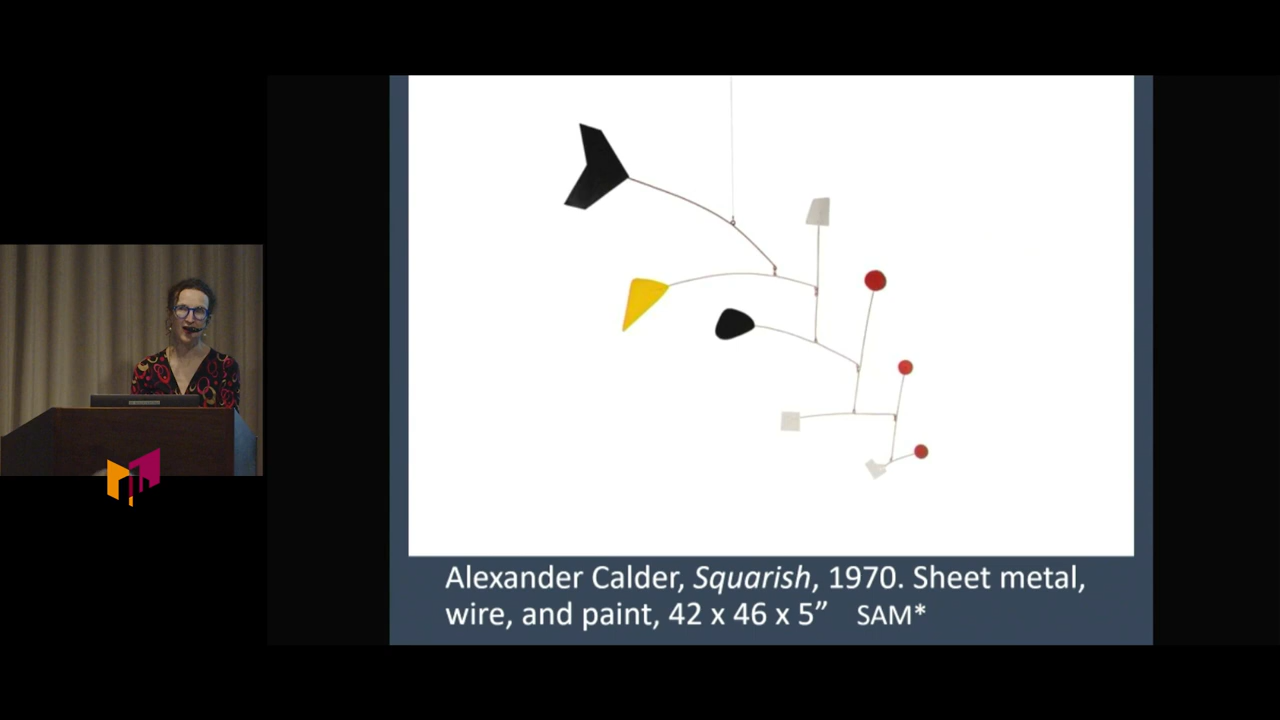 Alexander Calder, Squarish, 1970. Sheet metal,
wire, and paint, 42 x 46 x 5” SAM*